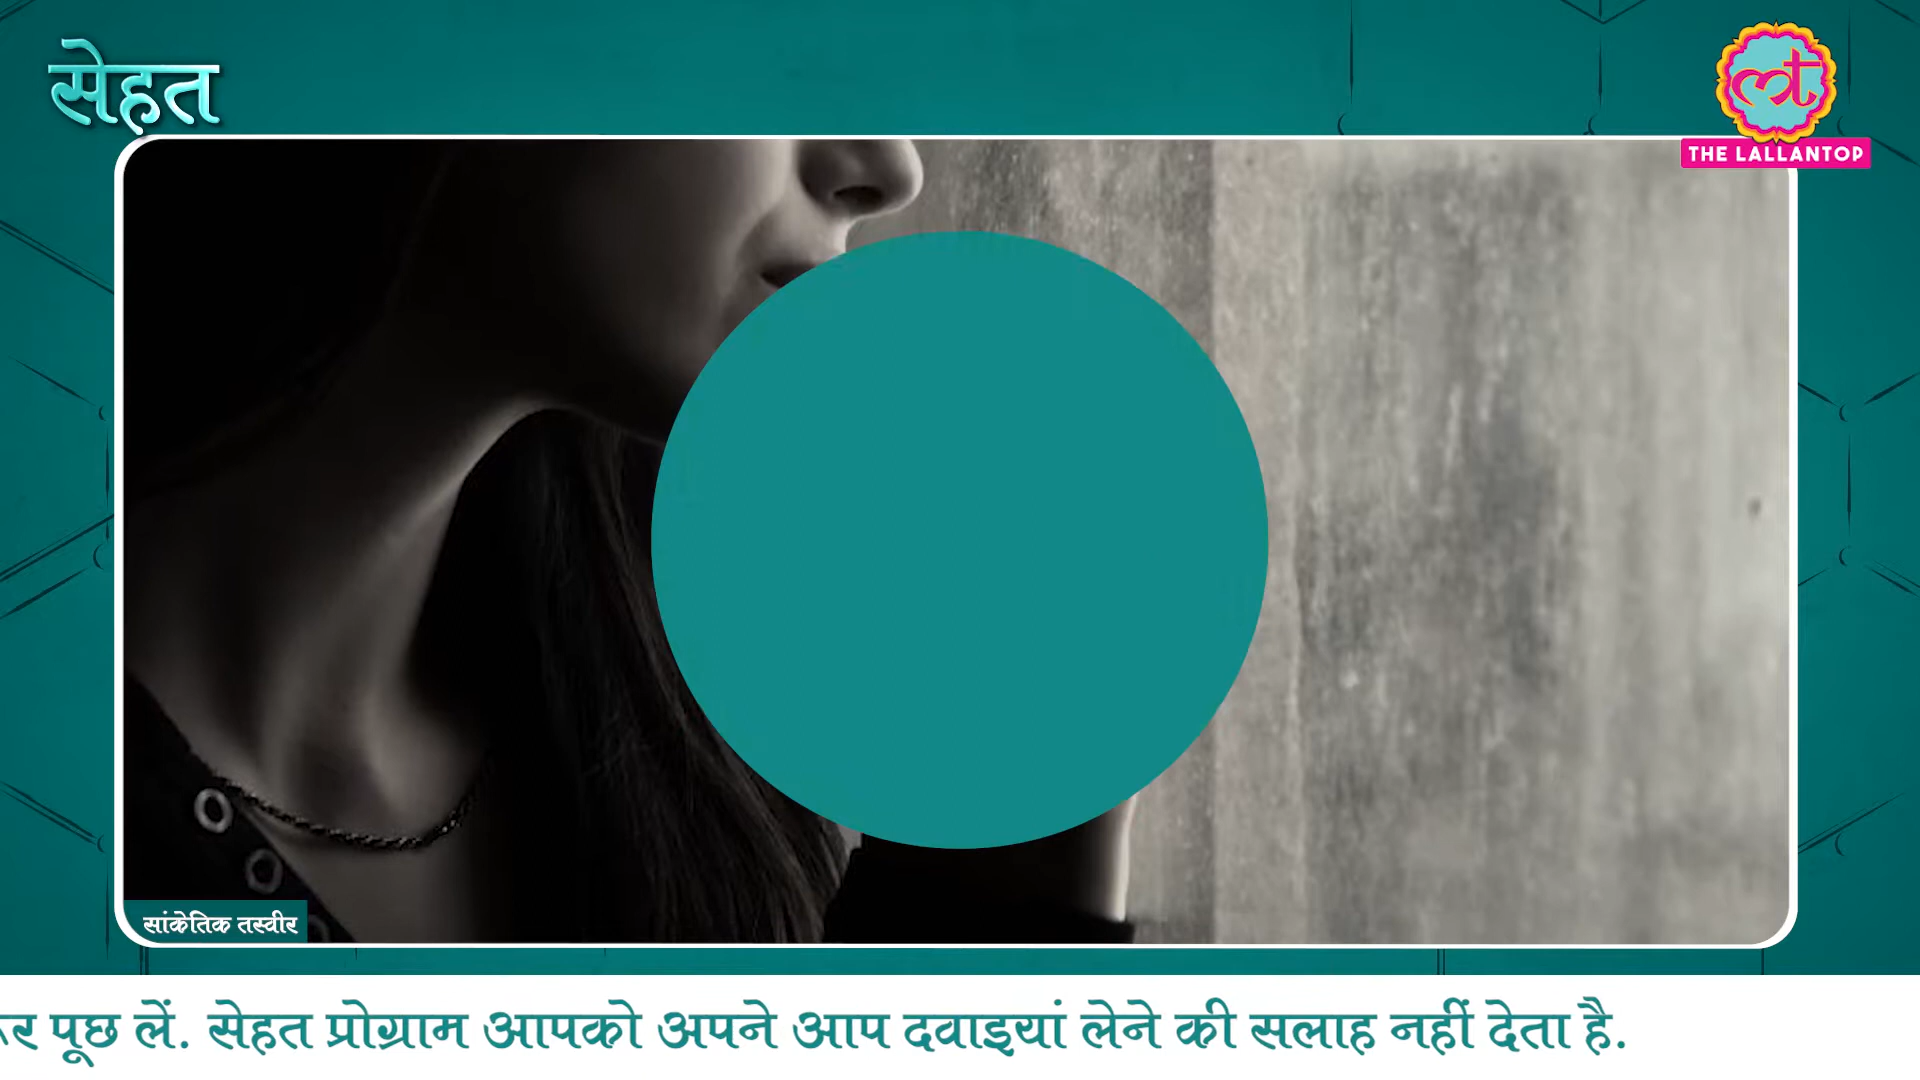 सेहत
THE LALLANTOP
सांकेतिक तस्वीर
पूछ लें. सेहत प्रोग्राम आपको अपने आप दवाइयां लेने की सलाह नहीं देता है.